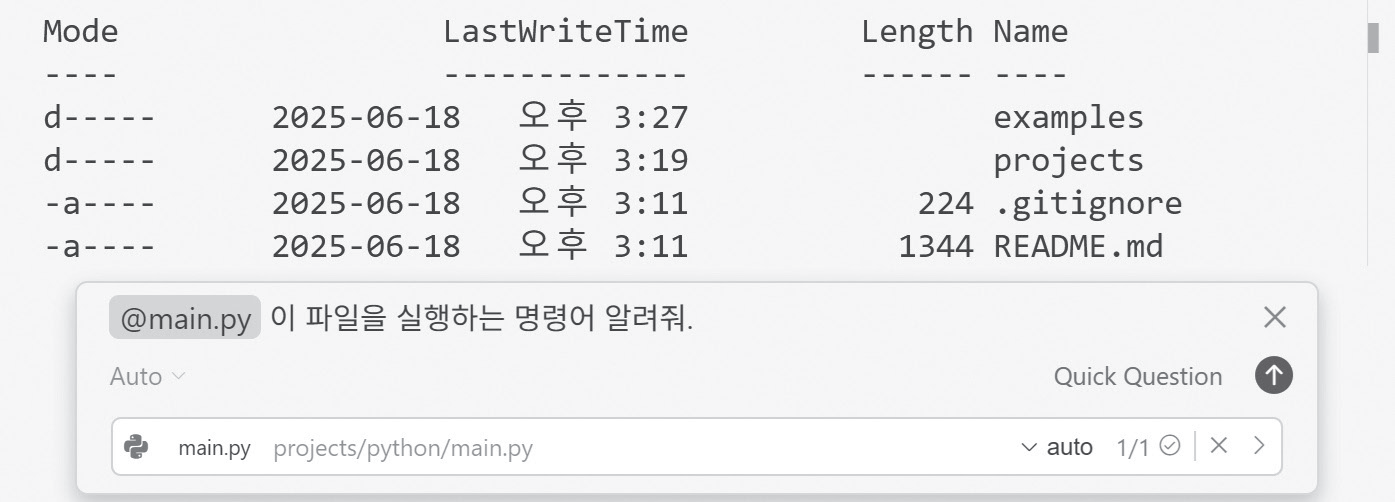 Mode LastWriteTime Length Name
---- ------------- ------ ----
d----- 2025-06-18 오후 3:27 examples
d----- 2025-06-18 오후 3:19 projects
-a---- 2025-06-18 오후 3:11 224 .gitignore
-a---- 2025-06-18 오후 3:11 1344 README.md
@main.py 이 파일을 실행하는 명령어 알려줘.
Auto Quick Question
main.py projects/python/main.py auto 1/1